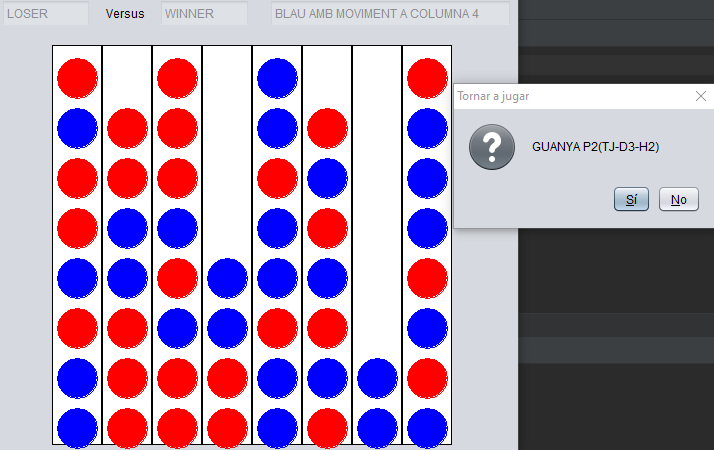 LOSER Versus WINNER BLAU AMB MOVIMENT A COLUMNA 4
Tornar a jugar
GUANYA P2(TJ-D3-H2)
Sí No